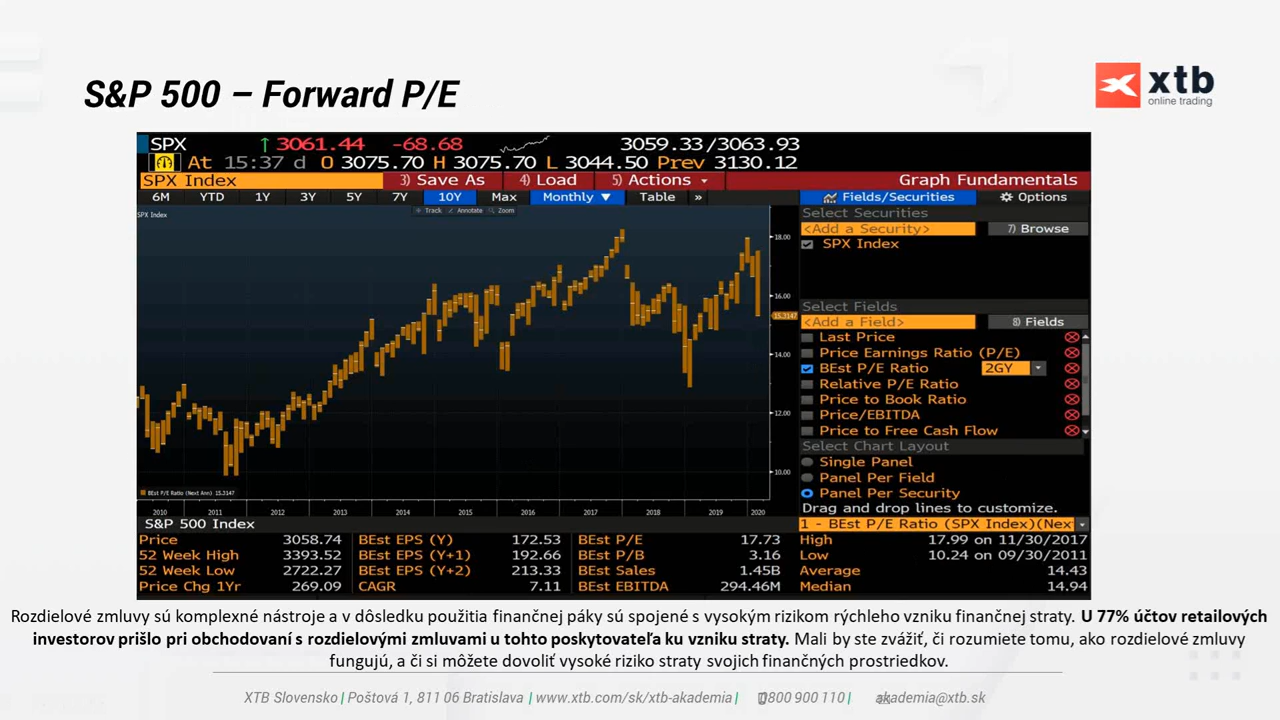 S&P 500 – Forward P/E
xtb
online trading
SPX ↑ 3061.44 -68.68 3059.33/3063.93
At 15:37 d O 3075.70 H 3075.70 L 3044.50 Prev 3130.12
SPX Index 3) Save As 4) Load 5) Actions Graph Fundamentals
6M YTD 1Y 3Y 5Y 7Y 10Y Max Monthly ▼ Table » Fields/Securities Options
Track Annotate Zoom
SPX Index
18.00
16.00
15.3147
14.00
12.00
10.00
BEst P/E Ratio (Next Ann) 15.3147
2010 2011 2012 2013 2014 2015 2016 2017 2018 2019 2020
Select Securities
<Add a Security> 7) Browse
SPX Index
Select Fields
<Add a Field> 8) Fields
Last Price
Price Earnings Ratio (P/E)
BEst P/E Ratio 2GY
Relative P/E Ratio
Price to Book Ratio
Price/EBITDA
Price to Free Cash Flow
Select Chart Layout
Single Panel
Panel Per Field
Panel Per Security
Drag and drop lines to customize.
S&P 500 Index
Price 3058.74 BEst EPS (Y) 172.53 BEst P/E 17.73
52 Week High 3393.52 BEst EPS (Y+1) 192.66 BEst P/B 3.16
52 Week Low 2722.27 BEst EPS (Y+2) 213.33 BEst Sales 1.45B
Price Chg 1Yr 269.09 CAGR 7.11 BEst EBITDA 294.46M
1 - BEst P/E Ratio (SPX Index)(Nex
High 17.99 on 11/30/2017
Low 10.24 on 09/30/2011
Average 14.43
Median 14.94
Rozdielové zmluvy sú komplexné nástroje a v dôsledku použitia finančnej páky sú spojené s vysokým rizikom rýchleho vzniku finančnej straty. U 77% účtov retailových
investorov prišlo pri obchodovaní s rozdielovými zmluvami u tohto poskytovateľa ku vzniku straty. Mali by ste zvážiť, či rozumiete tomu, ako rozdielové zmluvy
fungujú, a či si môžete dovoliť vysoké riziko straty svojich finančných prostriedkov.
XTB Slovensko | Poštová 1, 811 06 Bratislava | www.xtb.com/sk/xtb-akademia | 0800 900 110 | akademia@xtb.sk